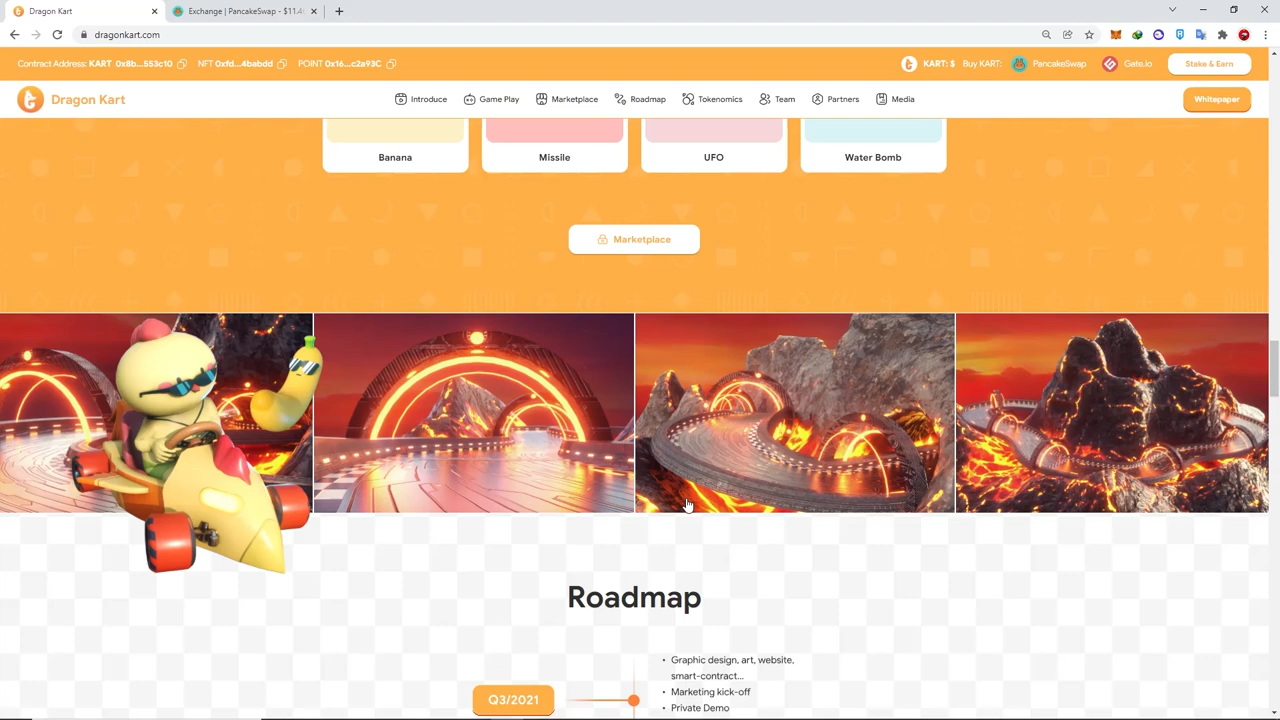 Dragon Kart
Exchange | PancakeSwap - $11.4
dragonkart.com
Contract Address: KART 0x8b...553c10 NFT 0xfd...4babdd POINT 0x16...c2a93C KART: $ Buy KART: PancakeSwap Gate.io Stake & Earn
Dragon Kart Introduce Game Play Marketplace Roadmap Tokenomics Team Partners Media Whitepaper
Banana Missile UFO Water Bomb
Marketplace
Roadmap
• Graphic design, art, website,
smart-contract...
Q3/2021
• Marketing kick-off
• Private Demo